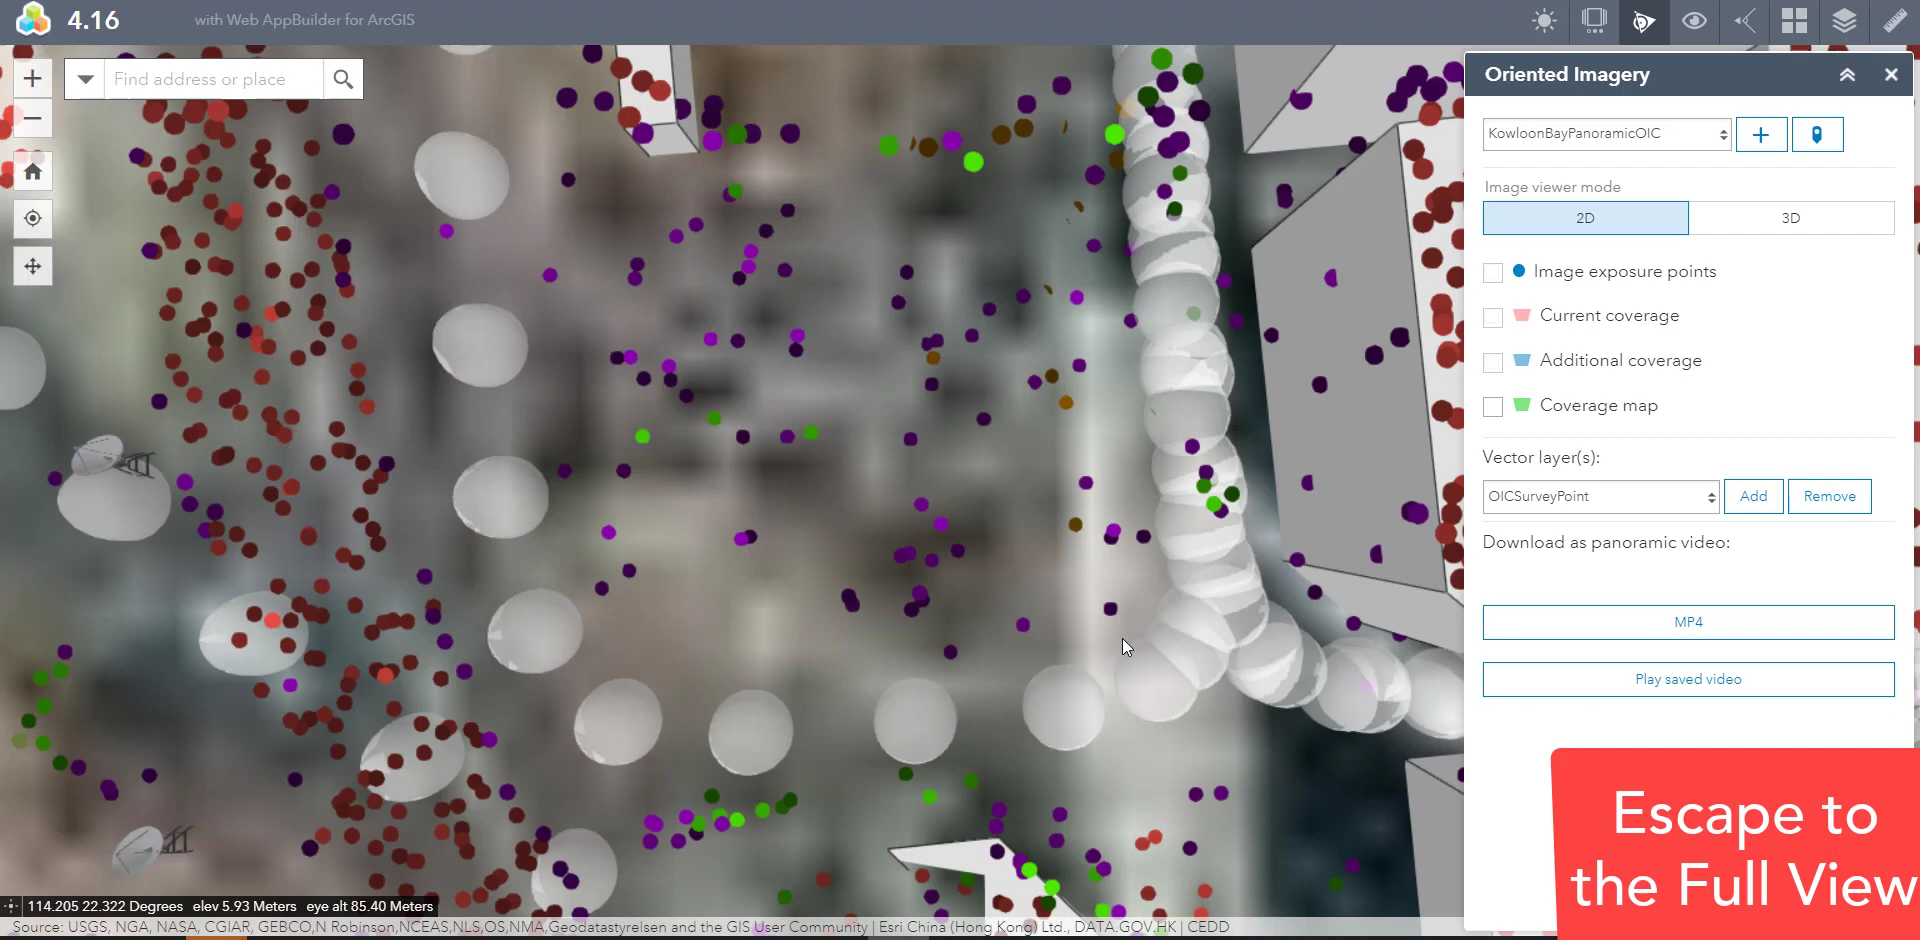 4.16
with Web AppBuilder for ArcGIS
Find address or place
Oriented Imagery
KowloonBayPanoramicOIC
Image viewer mode
2D
3D
Image exposure points
Current coverage
Additional coverage
Coverage map
Vector layer(s):
OICSurveyPoint
Add
Remove
Download as panoramic video:
MP4
Play saved video
Escape to
the Full View
114.205 22.322 Degrees elev 5.93 Meters eye alt 85.40 Meters
Source: USGS, NGA, NASA, CGIAR, GEBCO,N Robinson,NCEAS,NLS,OS,NMA,Geodatastyrelsen and the GIS User Community | Esri China (Hong Kong) Ltd., DATA.GOV.HK | CEDD